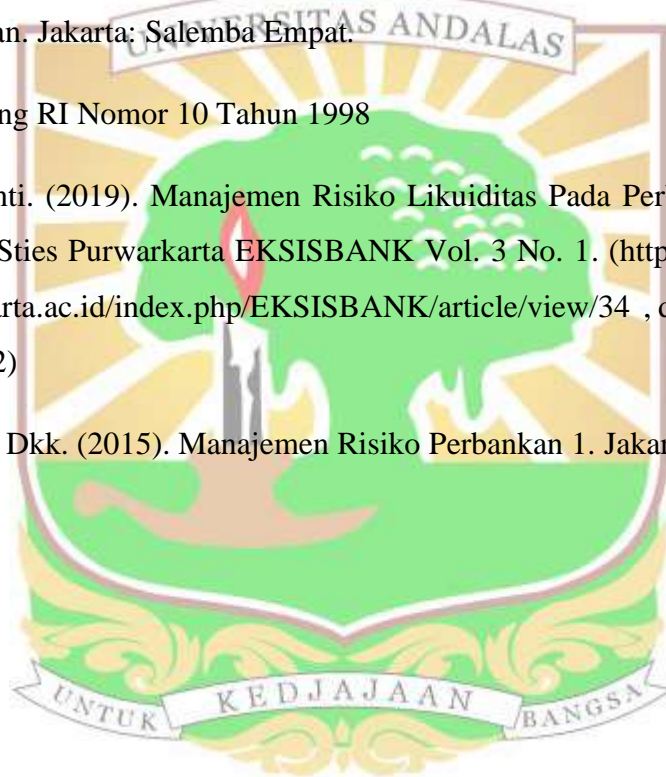 an. Jakarta: Salemba Empat.
UNIVERSITAS ANDALAS
ng RI Nomor 10 Tahun 1998
nti. (2019). Manajemen Risiko Likuiditas Pada Perb
Sties Purwarkarta EKSISBANK Vol. 3 No. 1. (http
arta.ac.id/index.php/EKSISBANK/article/view/34 , d
2)
Dkk. (2015). Manajemen Risiko Perbankan 1. Jakar
UNTUK KEDJAJAAN BANGSA